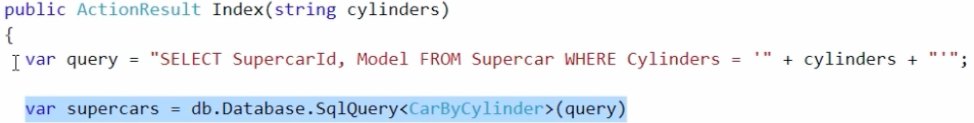 public ActionResult Index(string cylinders)
{
var query = "SELECT SupercarId, Model FROM Supercar WHERE Cylinders = '" + cylinders + "'";
var supercars = db.Database.SqlQuery<CarByCylinder>(query)